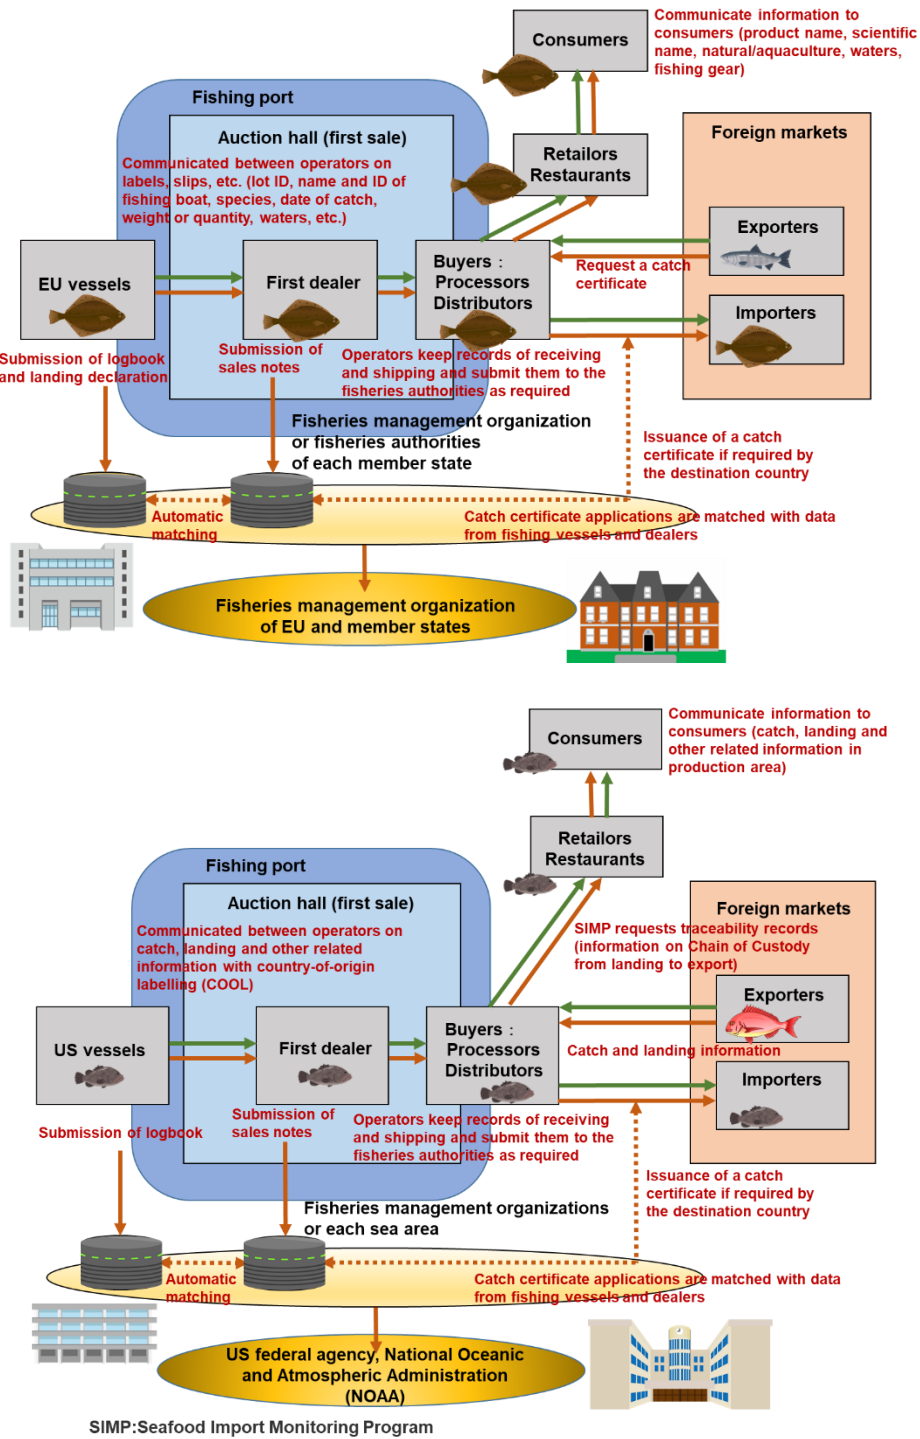 Communicate information to
consumers (product name, scientific
name, natural/aquaculture, waters,
fishing gear)
Consumers
Fishing port
Auction hall (first sale)
Retailors
Restaurants
Foreign markets
Communicated between operators on
labels, slips, etc. (lot ID, name and ID of
fishing boat, species, date of catch,
weight or quantity, waters, etc.)
Exporters
EU vessels
First dealer
Buyers :
Processors
Distributors
Request a catch
certificate
Importers
Submission of logbook
and landing declaration
Submission of
sales notes
Operators keep records of receiving
and shipping and submit them to the
fisheries authorities as required
Fisheries management organization
or fisheries authorities
of each member state
Issuance of a catch
certificate if required by
the destination country
Automatic
matching
Catch certificate applications are matched with data
from fishing vessels and dealers
Fisheries management organization
of EU and member states
Communicate information to
consumers (catch, landing and
other related information in
production area)
Consumers
Retailors
Restaurants
Fishing port
Auction hall (first sale)
Foreign markets
Communicated between operators on
catch, landing and other related
information with country-of-origin
labelling (COOL)
SIMP requests traceability records
(information on Chain of Custody
from landing to export)
Exporters
US vessels
First dealer
Buyers :
Processors
Distributors
Catch and landing information
Importers
Submission of logbook
Submission of
sales notes
Operators keep records of receiving
and shipping and submit them to the
fisheries authorities as required
Issuance of a catch
certificate if required by
the destination country
Fisheries management organizations
or each sea area
Automatic
matching
Catch certificate applications are matched with data
from fishing vessels and dealers
US federal agency, National Oceanic
and Atmospheric Administration
(NOAA)
SIMP:Seafood Import Monitoring Program